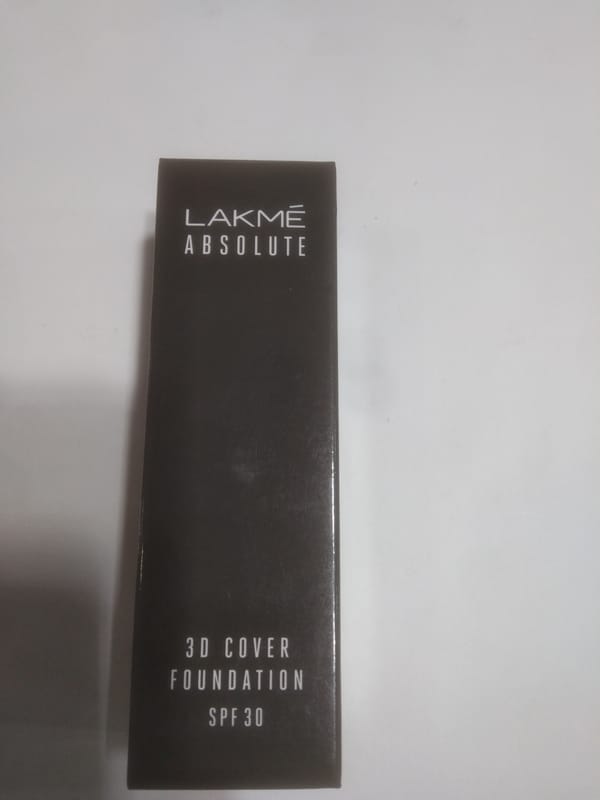 LAKMÉ
ABSOLUTE
3D COVER
FOUNDATION
SPF 30